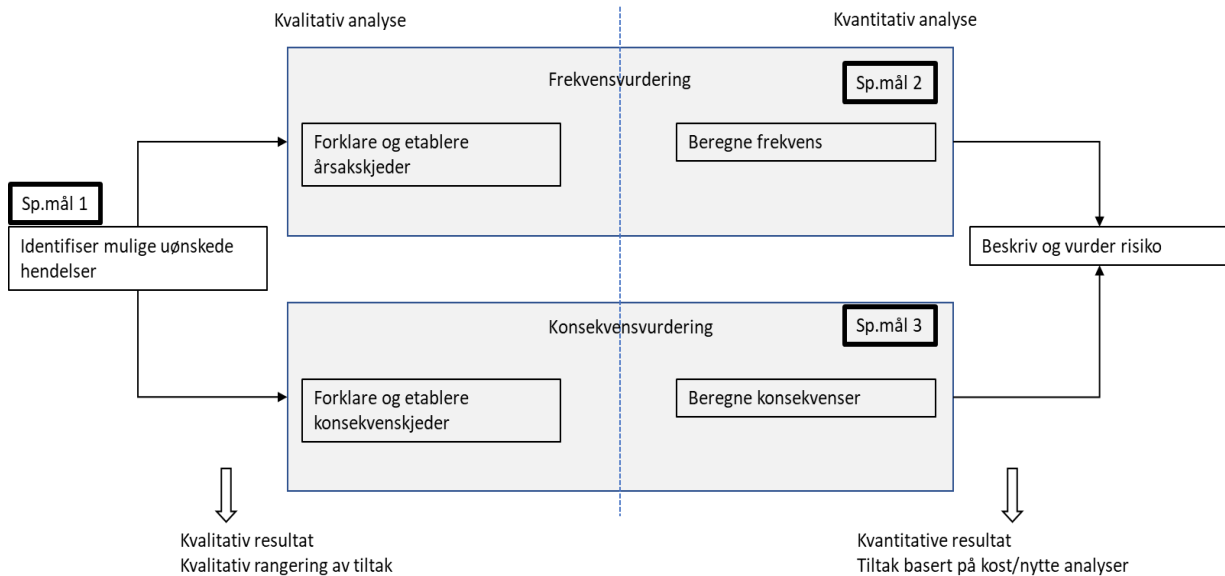 Kvalitativ analyse
Kvantitativ analyse
Frekvensvurdering
Sp.mål 2
Forklare og etablere
årsakskjeder
Beregne frekvens
Sp.mål 1
Identifiser mulige uønskede
hendelser
Beskriv og vurder risiko
Konsekvensvurdering
Sp.mål 3
Forklare og etablere
konsekvenskjeder
Beregne konsekvenser
Kvalitativ resultat
Kvalitativ rangering av tiltak
Kvantitative resultat
Tiltak basert på kost/nytte analyser